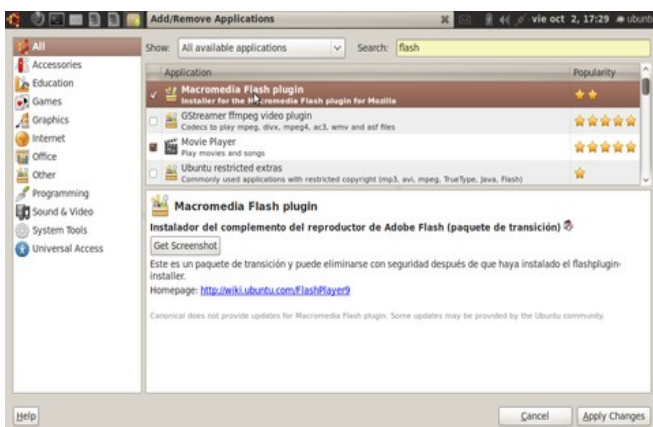 Add/Remove Applications
vie oct 2, 17:29
ubunt
All
Accessories
Education
Games
Graphics
Internet
Office
Other
Programming
Sound & Video
System Tools
Universal Access
Show: All available applications Search: flash
Application Popularity
Macromedia Flash plugin
Installer for the Macromedia Flash plugin for Mozilla
GStreamer ffmpeg video plugin
Codecs to play mpeg, divx, mpeg4, ac3, wmv and asf files
Movie Player
Play movies and songs
Ubuntu restricted extras
Commonly used applications with restricted copyright (mp3, avi, mpeg, TrueType, Java, Flash)
Macromedia Flash plugin
Instalador del complemento del reproductor de Adobe Flash (paquete de transición)
Get Screenshot
Este es un paquete de transición y puede eliminarse con seguridad después de que haya instalado el flashplugin-
installer.
Homepage: http://wiki.ubuntu.com/FlashPlayer9
Canonical does not provide updates for Macromedia Flash plugin. Some updates may be provided by the Ubuntu community.
Help
Cancel
Apply Changes